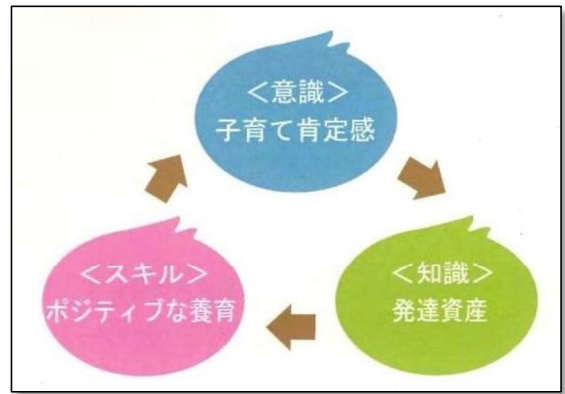 ＜意識＞
子育て肯定感
＜知識＞
発達資産
＜スキル＞
ポジティブな養育